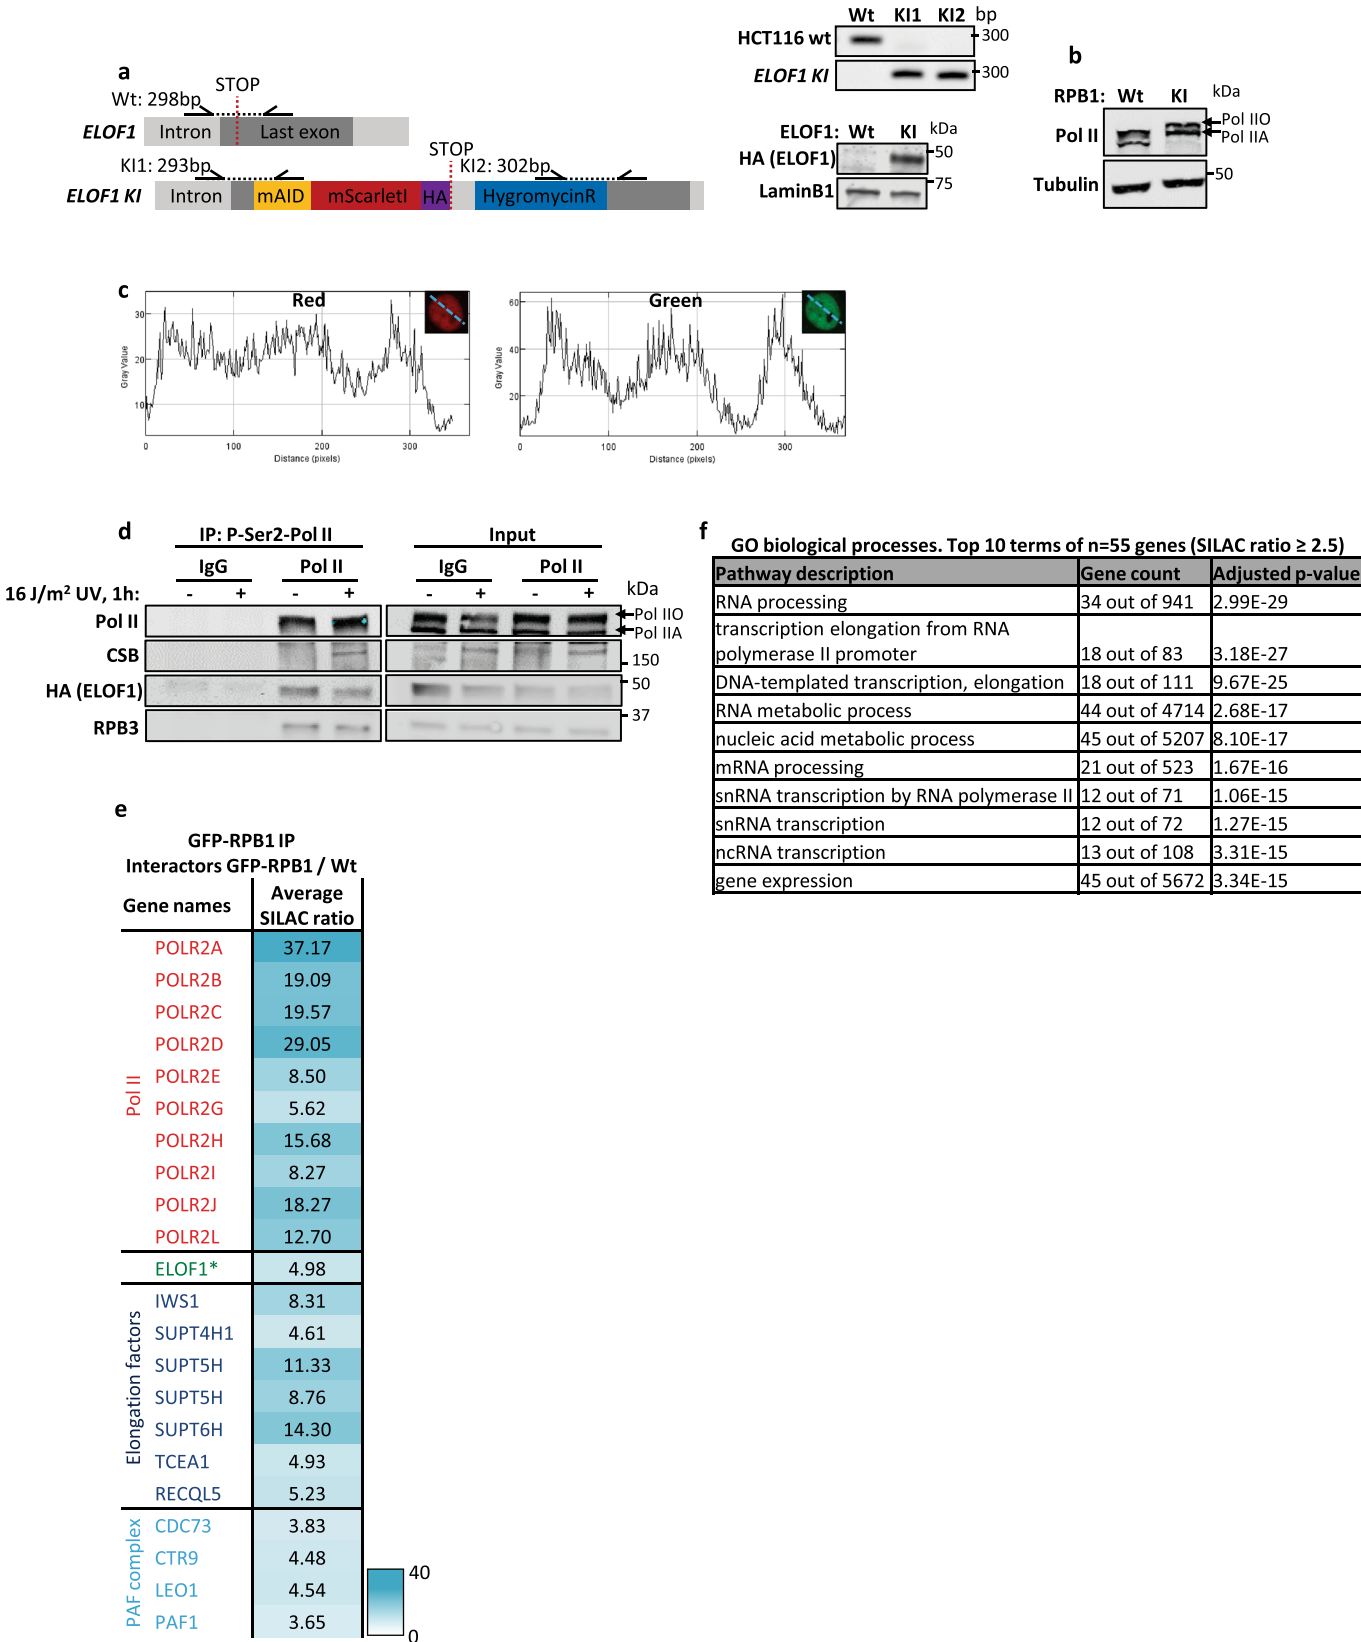 a
STOP
Wt: 298bp
ELOF1 Intron Last exon
STOP
KI1: 293bp KI2: 302bp
ELOF1 KI Intron mAID mScarletI HA HygromycinR
Wt KI1 KI2 bp
HCT116 wt 300
ELOF1 KI 300
ELOF1: Wt KI kDa
HA (ELOF1) 50
LaminB1 75
b
RPB1: Wt KI kDa
Pol II Pol IIO
Pol IIA
Tubulin 50
c
Red
Gray Value
30
20
10
0 100 200 300
Distance (pixels)
Green
Gray Value
60
40
20
0 100 200 300
Distance (pixels)
d
IP: P-Ser2-Pol II Input
IgG Pol II IgG Pol II
16 J/m² UV, 1h: - + - + - + - + kDa
Pol II Pol IIO
Pol IIA
CSB 150
HA (ELOF1) 50
RPB3 37
e
GFP-RPB1 IP
Interactors GFP-RPB1 / Wt
Gene names Average SILAC ratio
Pol II
POLR2A 37.17
POLR2B 19.09
POLR2C 19.57
POLR2D 29.05
POLR2E 8.50
POLR2G 5.62
POLR2H 15.68
POLR2I 8.27
POLR2J 18.27
POLR2L 12.70
ELOF1* 4.98
Elongation factors
IWS1 8.31
SUPT4H1 4.61
SUPT5H 11.33
SUPT5H 8.76
SUPT6H 14.30
TCEA1 4.93
RECQL5 5.23
PAF complex
CDC73 3.83
CTR9 4.48
LEO1 4.54
PAF1 3.65
40
0
f
GO biological processes. Top 10 terms of n=55 genes (SILAC ratio ≥ 2.5)
Pathway description Gene count Adjusted p-value
RNA processing 34 out of 941 2.99E-29
transcription elongation from RNA
polymerase II promoter 18 out of 83 3.18E-27
DNA-templated transcription, elongation 18 out of 111 9.67E-25
RNA metabolic process 44 out of 4714 2.68E-17
nucleic acid metabolic process 45 out of 5207 8.10E-17
mRNA processing 21 out of 523 1.67E-16
snRNA transcription by RNA polymerase II 12 out of 71 1.06E-15
snRNA transcription 12 out of 72 1.27E-15
ncRNA transcription 13 out of 108 3.31E-15
gene expression 45 out of 5672 3.34E-15